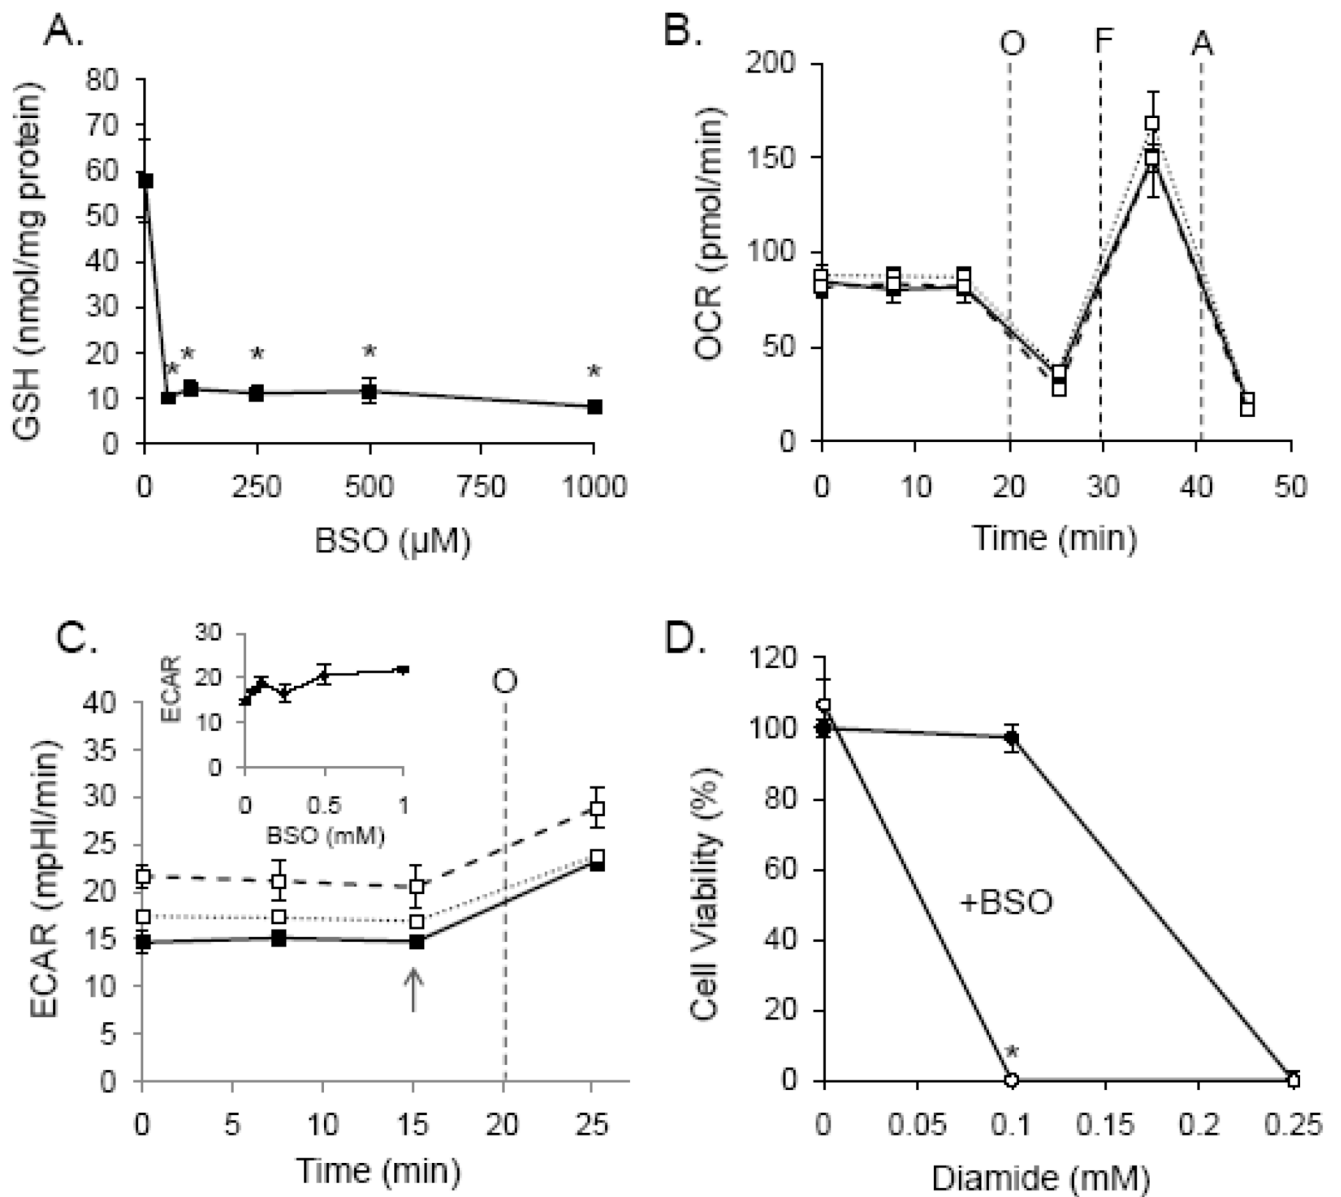 A.
GSH (nmol/mg protein)
80
70
60
50
40
30
20
10
0
* * * * *
0 250 500 750 1000
BSO (µM)
B.
O F A
OCR (pmol/min)
200
150
100
50
0
0 10 20 30 40 50
Time (min)
C.
ECAR (mpHl/min)
40
35
30
25
20
15
10
5
0
O
0 5 10 15 20 25
Time (min)
ECAR
30
20
10
0
0 0.5 1
BSO (mM)
D.
Cell Viability (%)
120
100
80
60
40
20
0
+BSO
*
0 0.05 0.1 0.15 0.2 0.25
Diamide (mM)